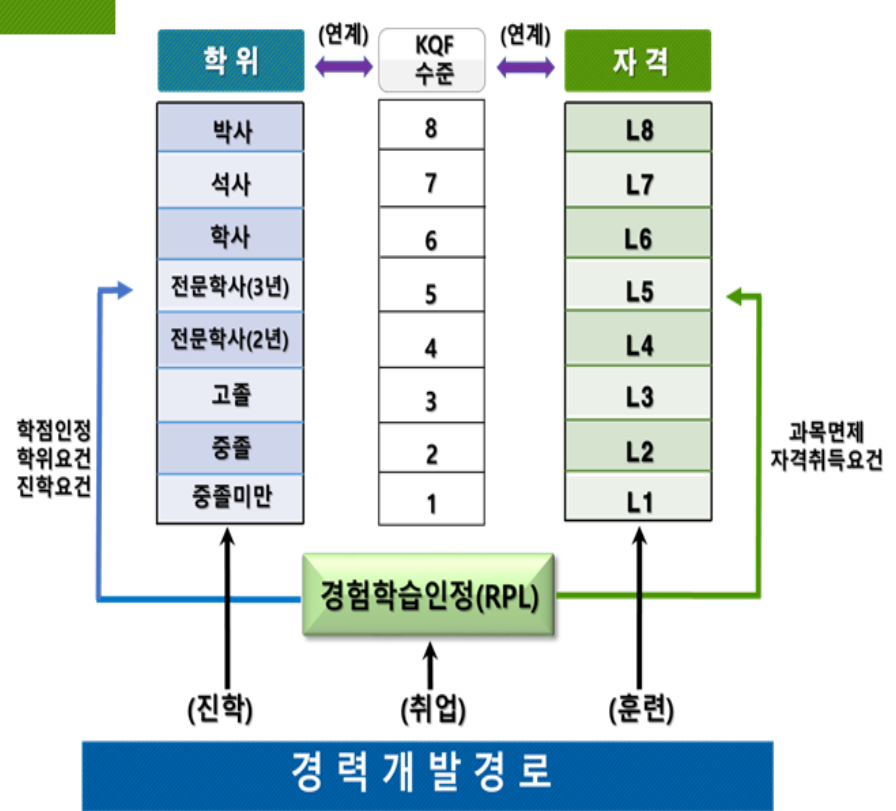 (연계) (연계)
학 위 KQF 수준 자 격
박사 8 L8
석사 7 L7
학사 6 L6
전문학사(3년) 5 L5
전문학사(2년) 4 L4
고졸 3 L3
중졸 2 L2
중졸미만 1 L1
학점인정
학위요건
진학요건
과목면제
자격취득요건
경험학습인정(RPL)
(진학) (취업) (훈련)
경 력 개 발 경 로